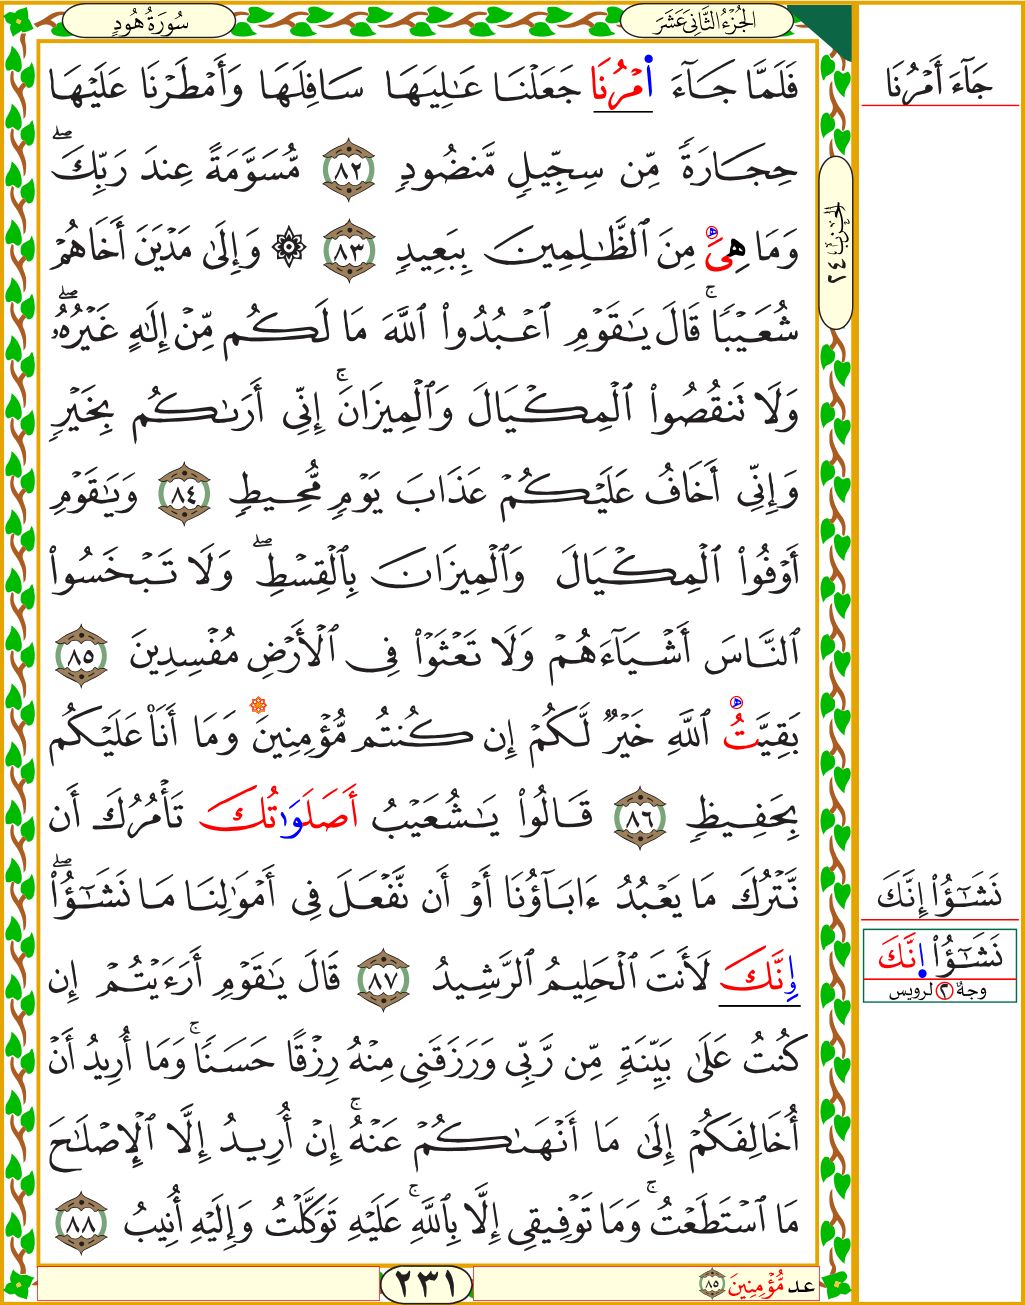 سُورَةُ هُودٍ
الجُزْءُ الثَّانِىَ عَشَرَ
فَلَمَّا جَآءَ أَمۡرُنَا جَعَلۡنَا عَـٰلِيَهَا سَافِلَهَا وَأَمۡطَرۡنَا عَلَيۡهَا
حِجَارَةٗ مِّن سِجِّيلٖ مَّنضُودٖ ٨٢ مُّسَوَّمَةً عِندَ رَبِّكَۖ
وَمَا هِىَ مِنَ ٱلظَّـٰلِمِينَ بِبَعِيدٖ ٨٣ ۞ وَإِلَىٰ مَدۡيَنَ أَخَاهُمۡ
شُعَيۡبٗاۚ قَالَ يَـٰقَوۡمِ ٱعۡبُدُواْ ٱللَّهَ مَا لَكُم مِّنۡ إِلَـٰهٍ غَيۡرُهُۥۖ
وَلَا تَنقُصُواْ ٱلۡمِكۡيَالَ وَٱلۡمِيزَانَۚ إِنِّىٓ أَرَىٰكُم بِخَيۡرٖ
وَإِنِّىٓ أَخَافُ عَلَيۡكُمۡ عَذَابَ يَوۡمٖ مُّحِيطٖ ٨٤ وَيَـٰقَوۡمِ
أَوۡفُواْ ٱلۡمِكۡيَالَ وَٱلۡمِيزَانَ بِٱلۡقِسۡطِۖ وَلَا تَبۡخَسُواْ
ٱلنَّاسَ أَشۡيَآءَهُمۡ وَلَا تَعۡثَوۡاْ فِى ٱلۡأَرۡضِ مُفۡسِدِينَ ٨٥
بَقِيَّتُ ٱللَّهِ خَيۡرٞ لَّكُمۡ إِن كُنتُم مُّؤۡمِنِينَ وَمَآ أَنَا۠ عَلَيۡكُم
بِحَفِيظٖ ٨٦ قَالُواْ يَـٰشُعَيۡبُ أَصَلَوَٰتُكَ تَأۡمُرُكَ أَن
نَّتۡرُكَ مَا يَعۡبُدُ ءَابَآؤُنَآ أَوۡ أَن نَّفۡعَلَ فِىٓ أَمۡوَٰلِنَا مَا نَشَـٰٓؤُاْۖ
إِنَّكَ لَأَنتَ ٱلۡحَلِيمُ ٱلرَّشِيدُ ٨٧ قَالَ يَـٰقَوۡمِ أَرَءَيۡتُمۡ إِن
كُنتُ عَلَىٰ بَيِّنَةٖ مِّن رَّبِّى وَرَزَقَنِى مِنۡهُ رِزۡقًا حَسَنٗاۚ وَمَآ أُرِيدُ أَنۡ
أُخَالِفَكُمۡ إِلَىٰ مَآ أَنۡهَىٰكُمۡ عَنۡهُۚ إِنۡ أُرِيدُ إِلَّا ٱلۡإِصۡلَـٰحَ
مَا ٱسۡتَطَعۡتُۚ وَمَا تَوۡفِيقِىٓ إِلَّا بِٱللَّهِۚ عَلَيۡهِ تَوَكَّلۡتُ وَإِلَيۡهِ أُنِيبُ ٨٨
عد مُّؤۡمِنِينَ ٨٥
٢٣١
الحزب ٢٤
جَآءَ أَمۡرُنَا
نَشَـٰٓؤُاْ إِنَّكَ
نَشَـٰٓؤُاْ اِنَّكَ
وجهٌ ٢ لرويس